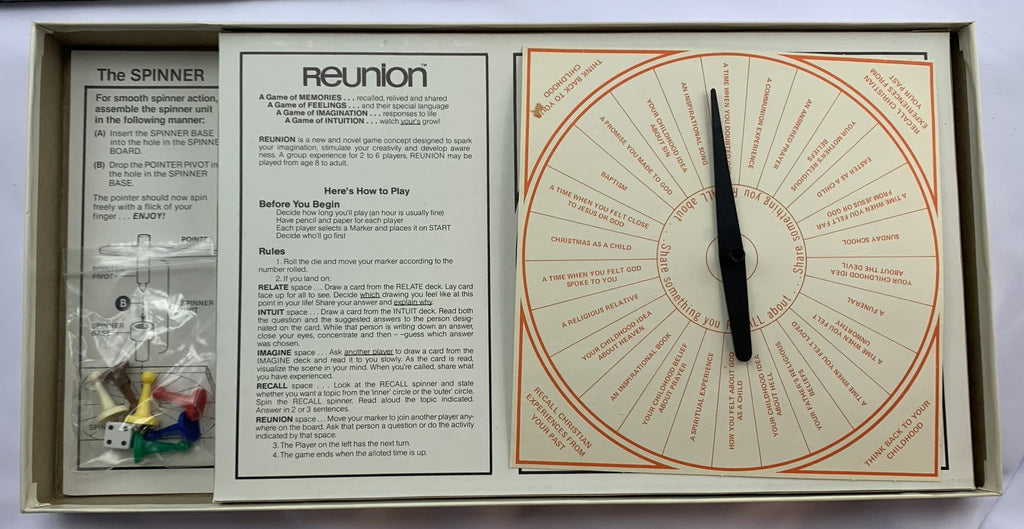 The SPINNER
For smooth spinner action,
assemble the spinner unit
in the following manner:
(A) Insert the SPINNER BASE
into the hole in the SPINNE
BOARD.
(B) Drop the POINTER PIVOT in
the hole in the SPINNER
BASE.
The pointer should now spin
freely with a flick of your
finger . . . ENJOY!
POINTER
PIVOT
B
SPINNER
BASE
REUNION™
A Game of MEMORIES . . . recalled, relived and shared
A Game of FEELINGS . . . and their special language
A Game of IMAGINATION . . . responses to life
A Game of INTUITION . . . watch your's grow!
REUNION is a new and novel game concept designed to spark
your imagination, stimulate your creativity and develop aware
ness. A group experience for 2 to 6 players, REUNION may be
played from age 8 to adult.
Here's How to Play
Before You Begin
Decide how long you'll play (an hour is usually fine)
Have pencil and paper for each player
Each player selects a Marker and places it on START
Decide who'll go first
Rules
1. Roll the die and move your marker according to the
number rolled.
2. If you land on:
RELATE space . . . Draw a card from the RELATE deck. Lay card
face up for all to see. Decide which drawing you feel like at this
point in your life! Share your answer and explain why.
INTUIT space . . . Draw a card from the INTUIT deck. Read both
the question and the suggested answers to the person desig-
nated on the card. While that person is writing down an answer,
close your eyes, concentrate and then – –guess which answer
was chosen.
IMAGINE space . . . Ask another player to draw a card from the
IMAGINE deck and read it to you slowly. As the card is read,
visualize the scene in your mind. When you're called, share what
you have experienced.
RECALL space . . . Look at the RECALL spinner and state
whether you want a topic from the 'inner' circle or the 'outer' circle.
Spin the RECALL spinner. Read aloud the topic indicated.
Answer in 2 or 3 sentences.
REUNION space . . . Move your marker to another player any-
where on the board. Ask that person a question or do the activity
indicated by that space.
3. The Player on the left has the next turn.
4. The game ends when the alloted time is up.
THINK BACK TO YOUR
CHILDHOOD
RECALL CHRISTIAN
EXPERIENCES FROM
YOUR PAST
A TIME WHEN YOU DOUBTED
A COMMUNION EXPERIENCE
AN ANSWERED PRAYER
YOUR MOTHER'S RELIGIOUS
BELIEFS
EASTER AS A CHILD
A TIME WHEN YOU FELT FAR
FROM JESUS OR GOD
SUNDAY SCHOOL
YOUR CHILDHOOD IDEA
ABOUT THE DEVIL
A FUNERAL
A TIME WHEN YOU FELT
UNWORTHY
A TIME WHEN YOU FELT LOVED
YOUR FATHER'S RELIGIOUS
BELIEFS
YOUR CHILDHOOD IDEA
ABOUT HELL
HOW YOU FELT ABOUT GOD
AS A CHILD
A SPIRITUAL EXPERIENCE
YOUR CHILDHOOD BELIEF
ABOUT PRAYER
AN INSPIRATIONAL BOOK
YOUR CHILDHOOD IDEA
ABOUT HEAVEN
A RELIGIOUS RELATIVE
A TIME WHEN YOU FELT GOD
SPOKE TO YOU
CHRISTMAS AS A CHILD
A TIME WHEN YOU FELT CLOSE
TO JESUS OR GOD
BAPTISM
A PROMISE YOU MADE TO GOD
YOUR CHILDHOOD IDEA
ABOUT SIN
AN INSPIRATIONAL SONG
Share something you RECALL about . . .
Share something you RECALL about . . .
RECALL CHRISTIAN
EXPERIENCES FROM
YOUR PAST
THINK BACK TO YOUR
CHILDHOOD